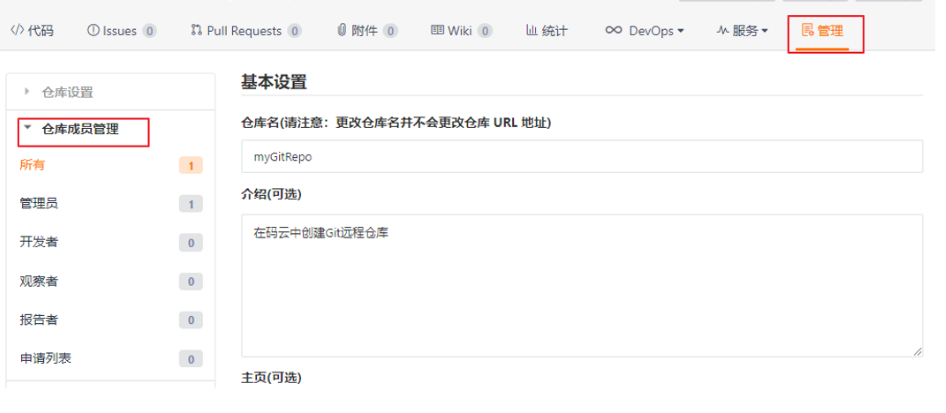 代码 Issues 0 Pull Requests 0 附件 0 Wiki 0 统计 DevOps 服务 管理
仓库设置
仓库成员管理
所有 1
管理员 1
开发者 0
观察者 0
报告者 0
申请列表 0
基本设置
仓库名(请注意：更改仓库名并不会更改仓库 URL 地址)
myGitRepo
介绍(可选)
在码云中创建Git远程仓库
主页(可选)